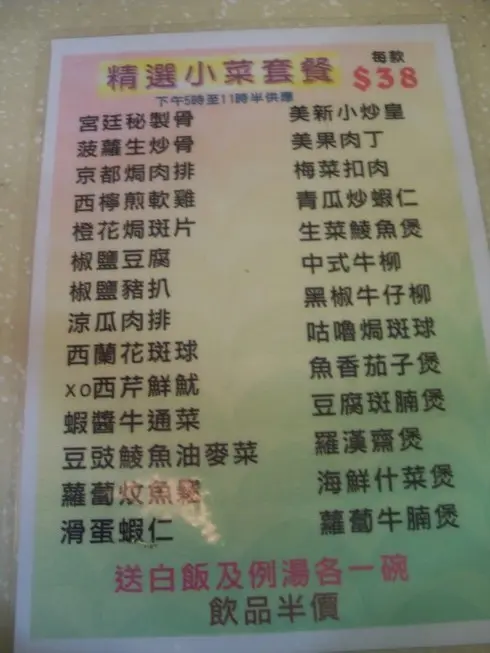 精選小菜套餐
每款
$38
下午5時至11時半供應
宮廷秘製骨
菠蘿生炒骨
京都焗肉排
西檸煎軟雞
橙花焗斑片
椒鹽豆腐
椒鹽豬扒
涼瓜肉排
西蘭花斑球
xo西芹鮮魷
蝦醬牛通菜
豆豉鯪魚油麥菜
蘿蔔炆魚鬆
滑蛋蝦仁
美新小炒皇
美果肉丁
梅菜扣肉
青瓜炒蝦仁
生菜鯪魚煲
中式牛柳
黑椒牛仔柳
咕嚕焗斑球
魚香茄子煲
豆腐斑腩煲
羅漢齋煲
海鮮什菜煲
蘿蔔牛腩煲
送白飯及例湯各一碗
飲品半價